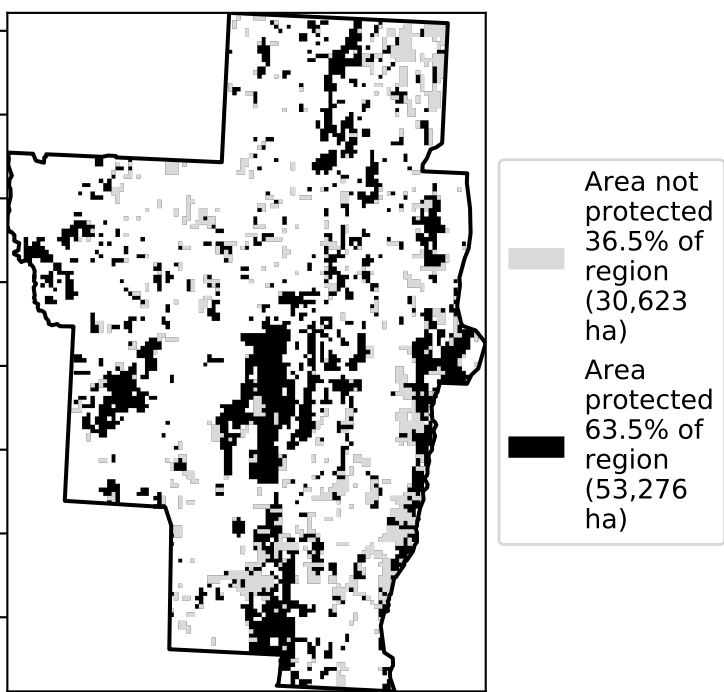 Area not
protected
36.5% of
region
(30,623
ha)
Area
protected
63.5% of
region
(53,276
ha)